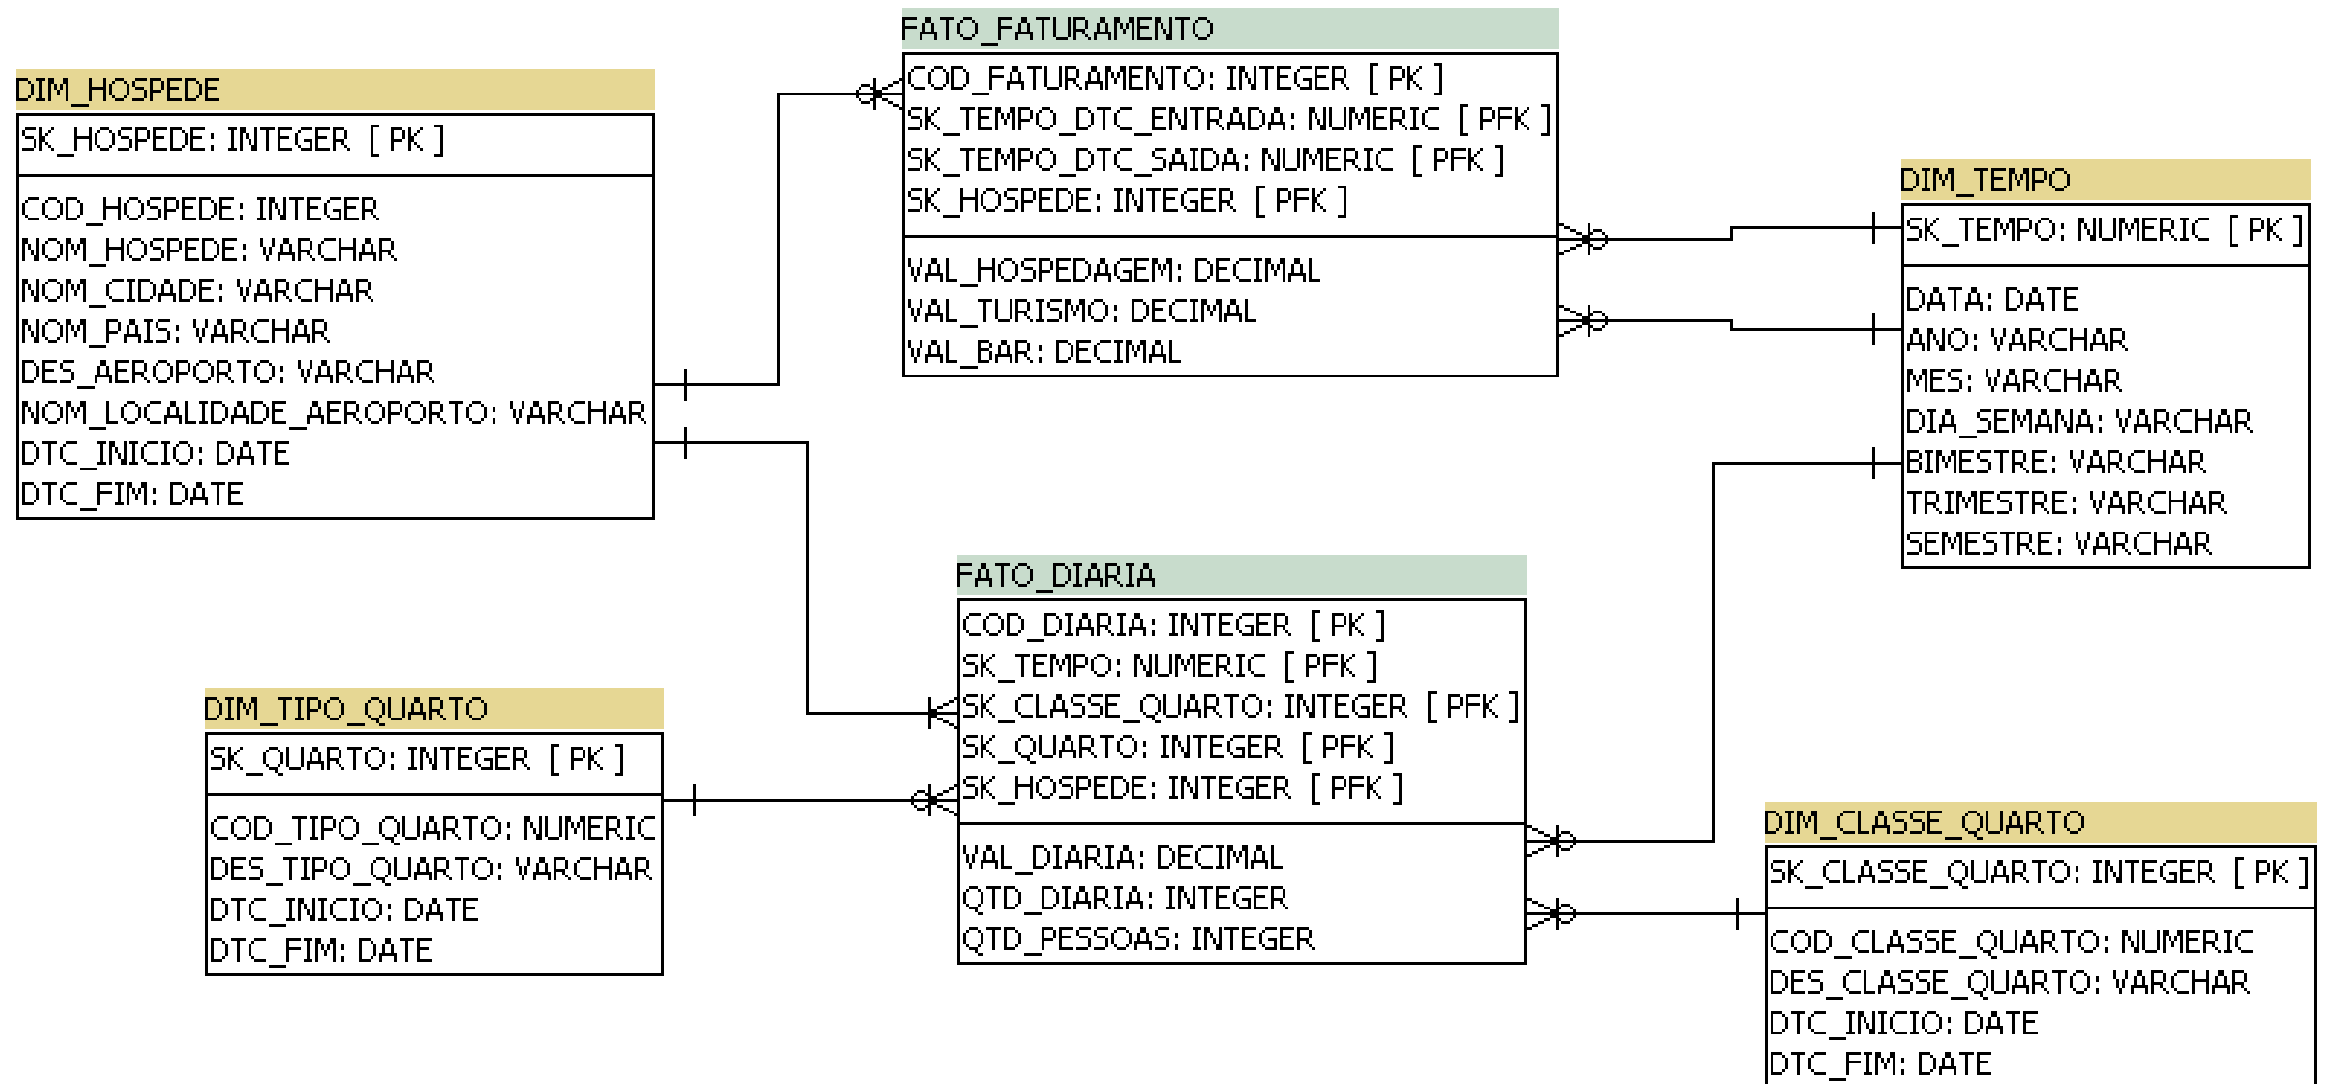 DIM_HOSPEDE
SK_HOSPEDE: INTEGER [ PK ]
COD_HOSPEDE: INTEGER
NOM_HOSPEDE: VARCHAR
NOM_CIDADE: VARCHAR
NOM_PAIS: VARCHAR
DES_AEROPORTO: VARCHAR
NOM_LOCALIDADE_AEROPORTO: VARCHAR
DTC_INICIO: DATE
DTC_FIM: DATE
FATO_FATURAMENTO
COD_FATURAMENTO: INTEGER [ PK ]
SK_TEMPO_DTC_ENTRADA: NUMERIC [ PFK ]
SK_TEMPO_DTC_SAIDA: NUMERIC [ PFK ]
SK_HOSPEDE: INTEGER [ PFK ]
VAL_HOSPEDAGEM: DECIMAL
VAL_TURISMO: DECIMAL
VAL_BAR: DECIMAL
DIM_TEMPO
SK_TEMPO: NUMERIC [ PK ]
DATA: DATE
ANO: VARCHAR
MES: VARCHAR
DIA_SEMANA: VARCHAR
BIMESTRE: VARCHAR
TRIMESTRE: VARCHAR
SEMESTRE: VARCHAR
DIM_TIPO_QUARTO
SK_QUARTO: INTEGER [ PK ]
COD_TIPO_QUARTO: NUMERIC
DES_TIPO_QUARTO: VARCHAR
DTC_INICIO: DATE
DTC_FIM: DATE
FATO_DIARIA
COD_DIARIA: INTEGER [ PK ]
SK_TEMPO: NUMERIC [ PFK ]
SK_CLASSE_QUARTO: INTEGER [ PFK ]
SK_QUARTO: INTEGER [ PFK ]
SK_HOSPEDE: INTEGER [ PFK ]
VAL_DIARIA: DECIMAL
QTD_DIARIA: INTEGER
QTD_PESSOAS: INTEGER
DIM_CLASSE_QUARTO
SK_CLASSE_QUARTO: INTEGER [ PK ]
COD_CLASSE_QUARTO: NUMERIC
DES_CLASSE_QUARTO: VARCHAR
DTC_INICIO: DATE
DTC_FIM: DATE